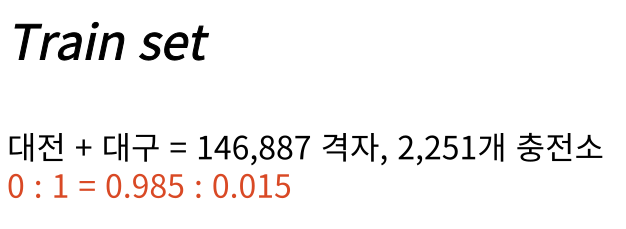 Train set
대전 + 대구 = 146,887 격자, 2,251개 충전소
0 : 1 = 0.985 : 0.015